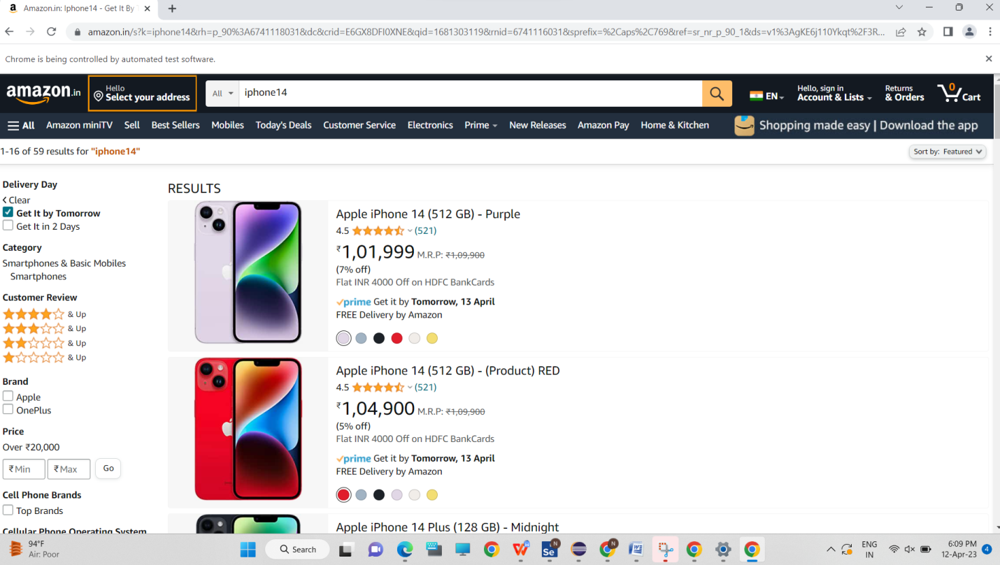 a Amazon.in: Iphone14 - Get It By
amazon.in/s?k=iphone14&rh=p_90%3A6741118031&dc&crid=E6GX8DFI0XNE&qid=1681303119&rnid=6741116031&sprefix=%2Caps%2C769&ref=sr_nr_p_90_1&ds=v1%3AgKE6j110Ykqt%2F3R...
Chrome is being controlled by automated test software.
amazon.in
Hello
Select your address
All
iphone14
EN
Hello, sign in
Account & Lists
Returns
& Orders
0
Cart
All Amazon miniTV Sell Best Sellers Mobiles Today's Deals Customer Service Electronics Prime New Releases Amazon Pay Home & Kitchen Shopping made easy | Download the app
1-16 of 59 results for "iphone14"
Sort by: Featured
Delivery Day
Clear
Get It by Tomorrow
Get It in 2 Days
Category
Smartphones & Basic Mobiles
Smartphones
Customer Review
& Up
& Up
& Up
& Up
Brand
Apple
OnePlus
Price
Over ₹20,000
₹Min ₹Max Go
Cell Phone Brands
Top Brands
Cellular Phone Operating System
RESULTS
Apple iPhone 14 (512 GB) - Purple
4.5 (521)
₹1,01,999 M.R.P: ₹1,09,900
(7% off)
Flat INR 4000 Off on HDFC BankCards
prime Get it by Tomorrow, 13 April
FREE Delivery by Amazon
Apple iPhone 14 (512 GB) - (Product) RED
4.5 (521)
₹1,04,900 M.R.P: ₹1,09,900
(5% off)
Flat INR 4000 Off on HDFC BankCards
prime Get it by Tomorrow, 13 April
FREE Delivery by Amazon
Apple iPhone 14 Plus (128 GB) - Midnight
94°F
Air: Poor
Search
W
Se
N
N
ENG
IN
6:09 PM
12-Apr-23
4